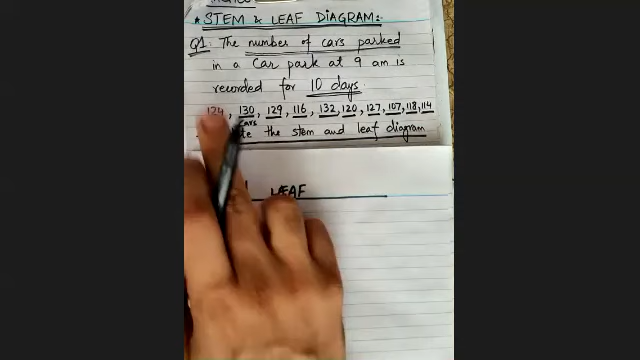 * STEM & LEAF DIAGRAM:-
Q1. The number of cars parked
in a Car park at 9 am is
recorded for 10 days.
124, 130, 129, 116, 132, 120, 127, 107, 118, 114
cars
the stem and leaf diagram
LEAF